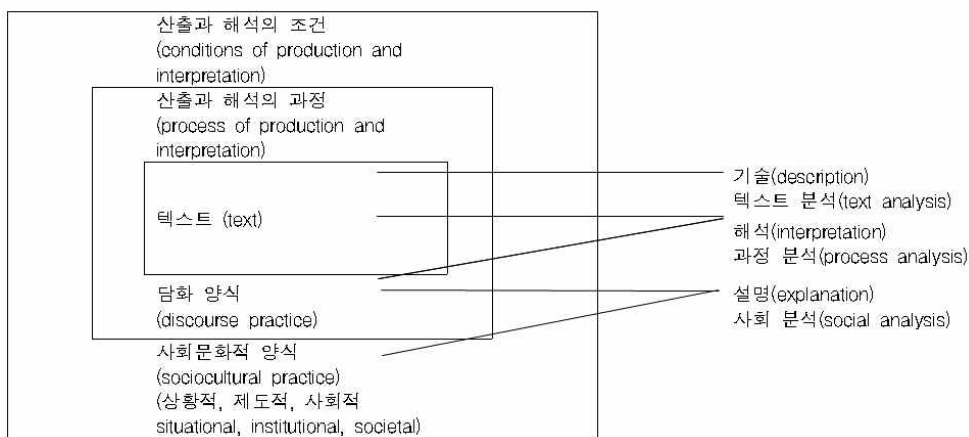 산출과 해석의 조건
(conditions of production and
interpretation)
산출과 해석의 과정
(process of production and
interpretation)
텍스트 (text)
담화 양식
(discourse practice)
사회문화적 양식
(sociocultural practice)
(상황적, 제도적, 사회적
situational, institutional, societal)
기술(description)
텍스트 분석(text analysis)
해석(interpretation)
과정 분석(process analysis)
설명(explanation)
사회 분석(social analysis)